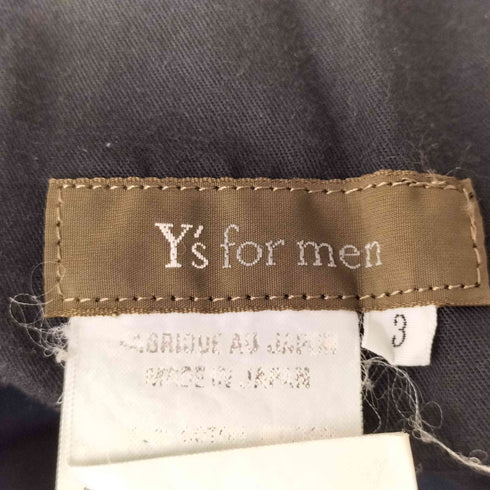 Y's for men
3
FABRIQUE AU JAPON
MADE IN JAPAN